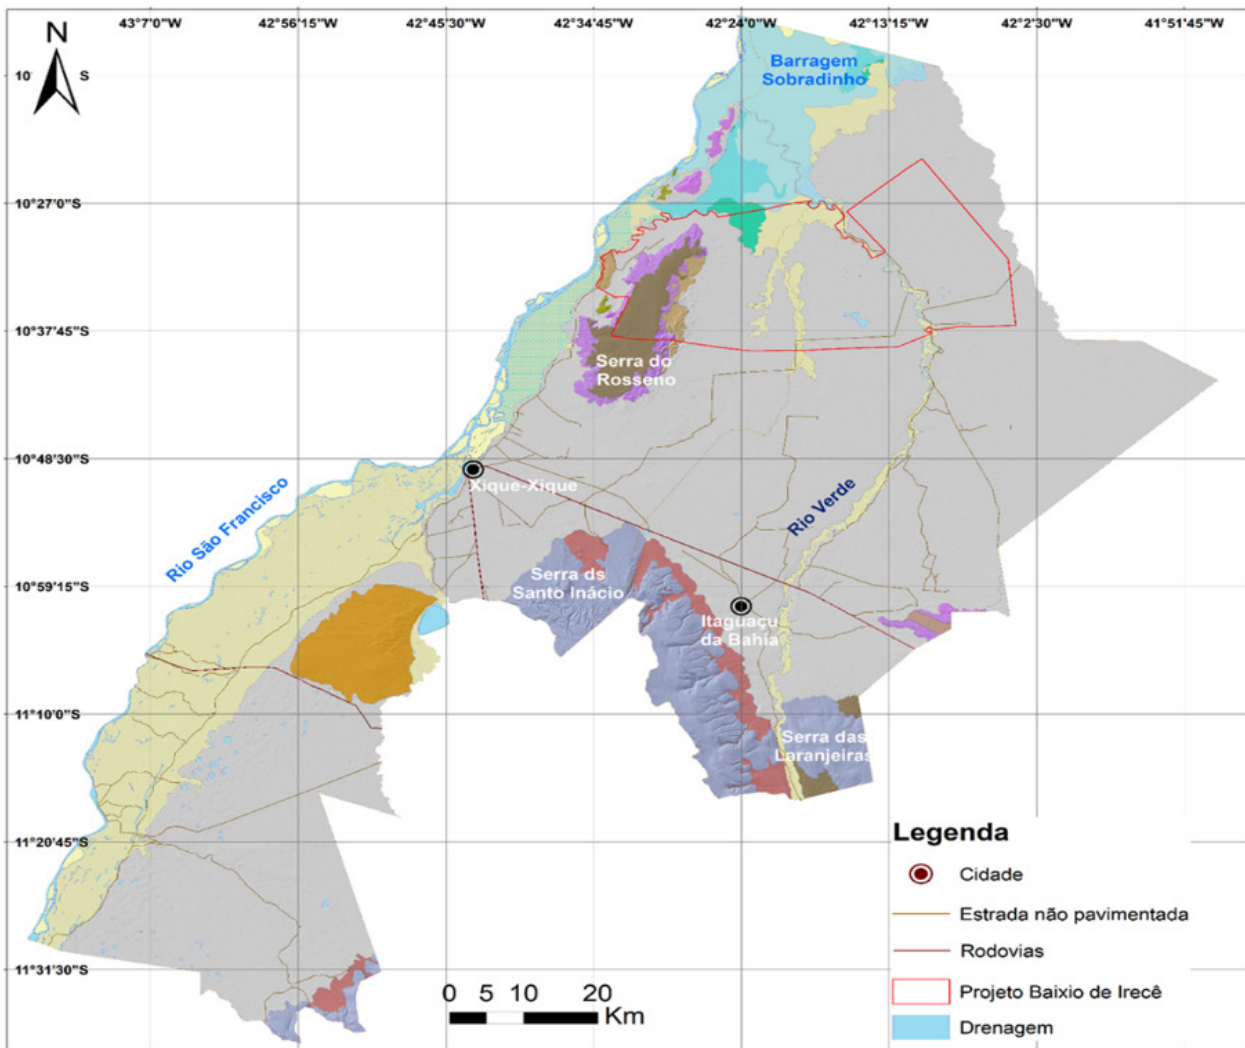 43°7'0"W 42°56'15"W 42°45'30"W 42°34'45"W 42°24'0"W 42°13'15"W 42°2'30"W 41°51'45"W
N
10° S
Barragem
Sobradinho
10°27'0"S
10°37'45"S
Serra do
Rosseno
10°48'30"S
Xique-Xique
Rio São Francisco
Rio Verde
10°59'15"S
Serra ds
Santo Inácio
Itaguaçu
da Bahia
11°10'0"S
Serra das
Laranjeiras
11°20'45"S
Legenda
Cidade
Estrada não pavimentada
Rodovias
Projeto Baixio de Irecê
Drenagem
11°31'30"S
0 5 10 20
Km